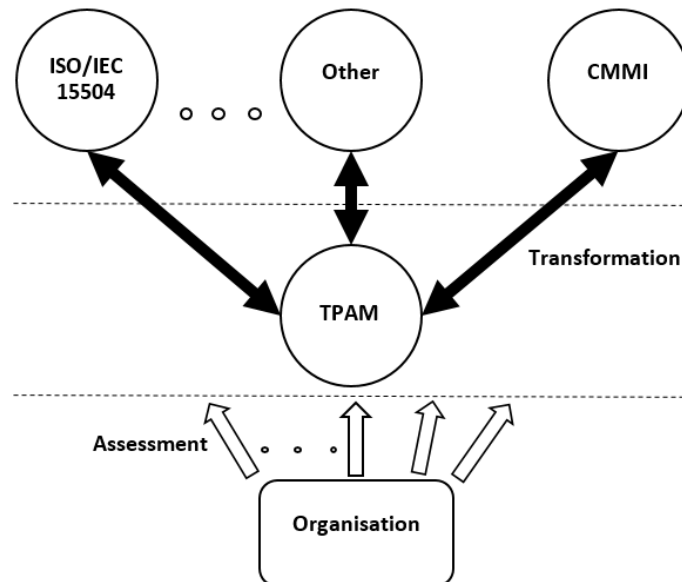 ISO/IEC
15504
Other
CMMI
Transformation
TPAM
Assessment
Organisation